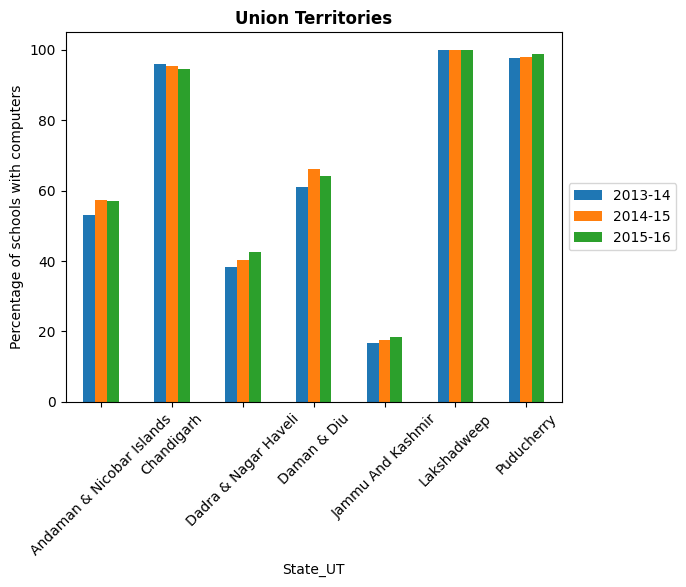 Union Territories
Percentage of schools with computers
100
80
60
40
20
0
2013-14
2014-15
2015-16
Andaman & Nicobar Islands
Chandigarh
Dadra & Nagar Haveli
Daman & Diu
Jammu And Kashmir
Lakshadweep
Puducherry
State_UT